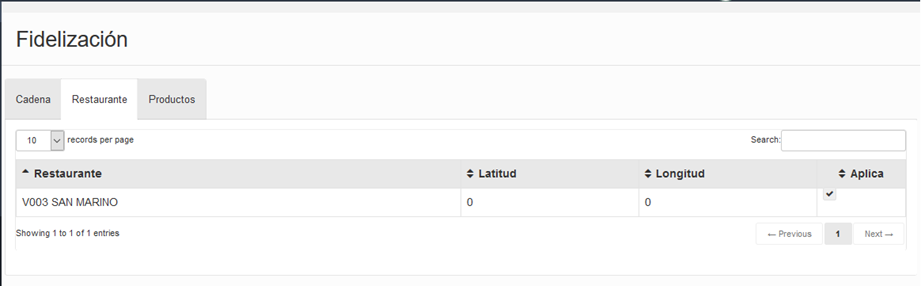 Fidelización
Cadena Restaurante Productos
10 records per page Search:
Restaurante Latitud Longitud Aplica
V003 SAN MARINO 0 0
Showing 1 to 1 of 1 entries ← Previous 1 Next →